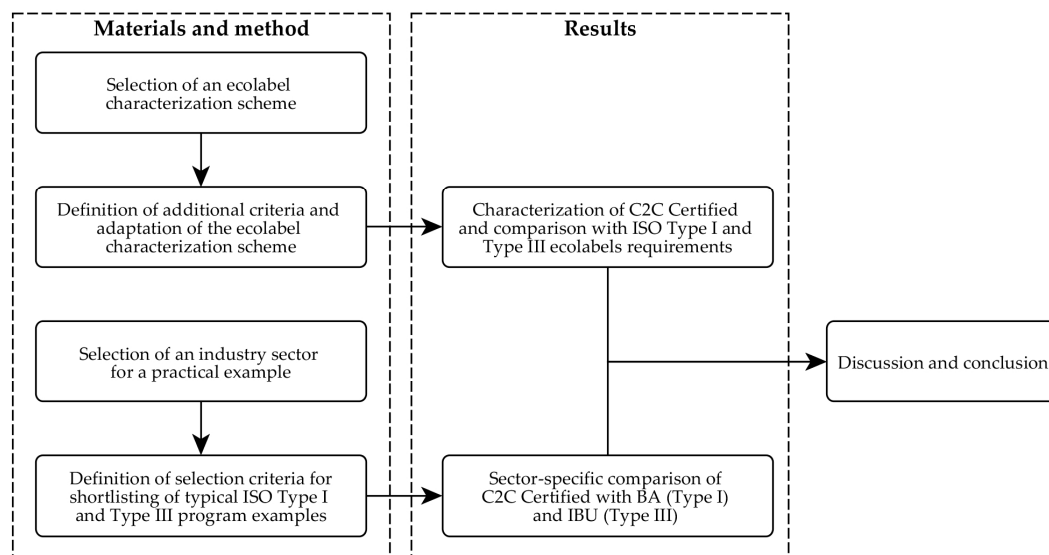 Materials and method
Selection of an ecolabel
characterization scheme
Definition of additional criteria and
adaptation of the ecolabel
characterization scheme
Selection of an industry sector
for a practical example
Definition of selection criteria for
shortlisting of typical ISO Type I
and Type III program examples
Results
Characterization of C2C Certified
and comparison with ISO Type I and
Type III ecolabels requirements
Sector-specific comparison of
C2C Certified with BA (Type I)
and IBU (Type III)
Discussion and conclusion